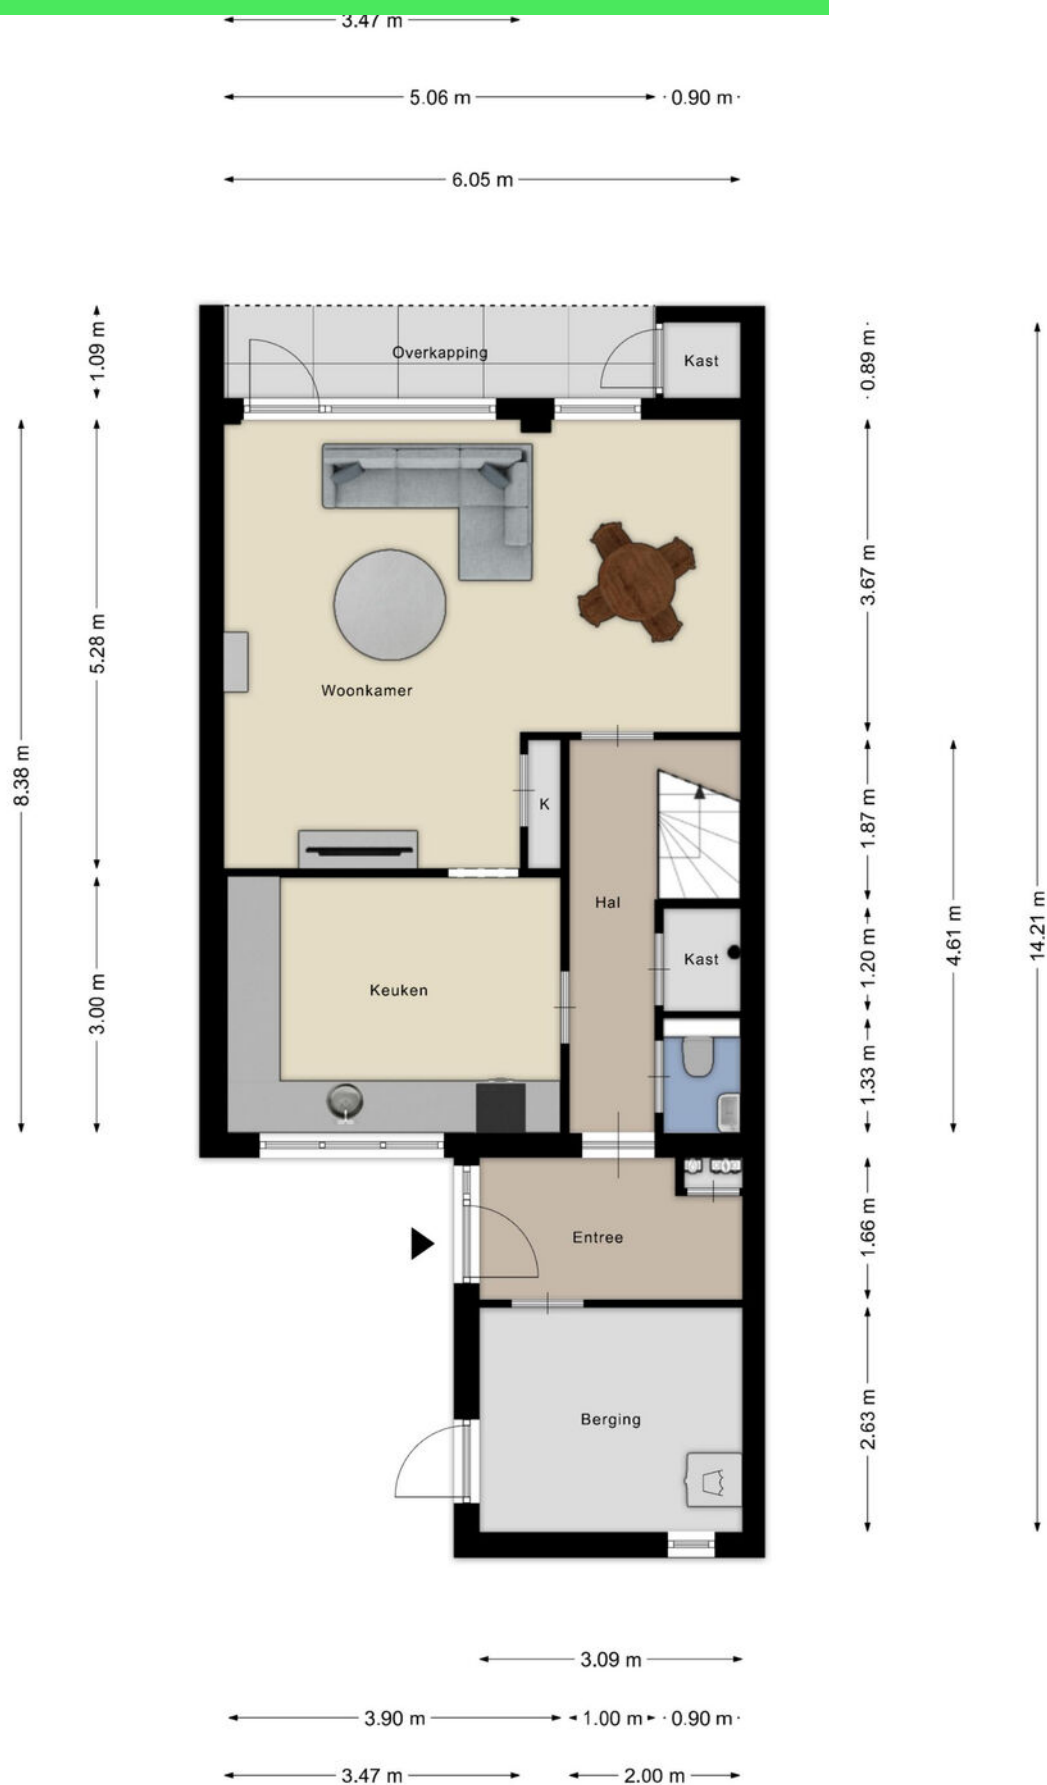 3.47 m
5.06 m
0.90 m
6.05 m
1.09 m
Overkapping
Kast
0.89 m
5.28 m
8.38 m
3.67 m
Woonkamer
K
1.87 m
Hal
4.61 m
14.21 m
Kast
1.20 m
Keuken
3.00 m
1.33 m
Entree
1.66 m
Berging
2.63 m
3.09 m
3.90 m
1.00 m
0.90 m
3.47 m
2.00 m